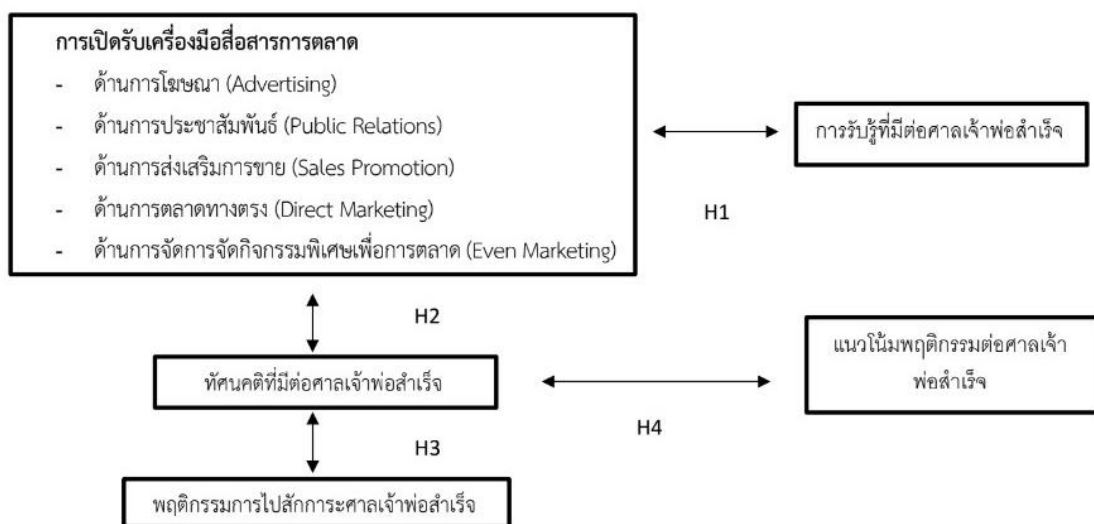 การเปิดรับเครื่องมือสื่อสารการตลาด
- ด้านการโฆษณา (Advertising)
- ด้านการประชาสัมพันธ์ (Public Relations)
- ด้านการส่งเสริมการขาย (Sales Promotion)
- ด้านการตลาดทางตรง (Direct Marketing)
- ด้านการจัดการจัดกิจกรรมพิเศษเพื่อการตลาด (Even Marketing)
การรับรู้ที่มีต่อศาลเจ้าพ่อสำเร็จ
H1
H2
ทัศนคติที่มีต่อศาลเจ้าพ่อสำเร็จ
แนวโน้มพฤติกรรมต่อศาลเจ้า
พ่อสำเร็จ
H4
H3
พฤติกรรมการไปสักการะศาลเจ้าพ่อสำเร็จ